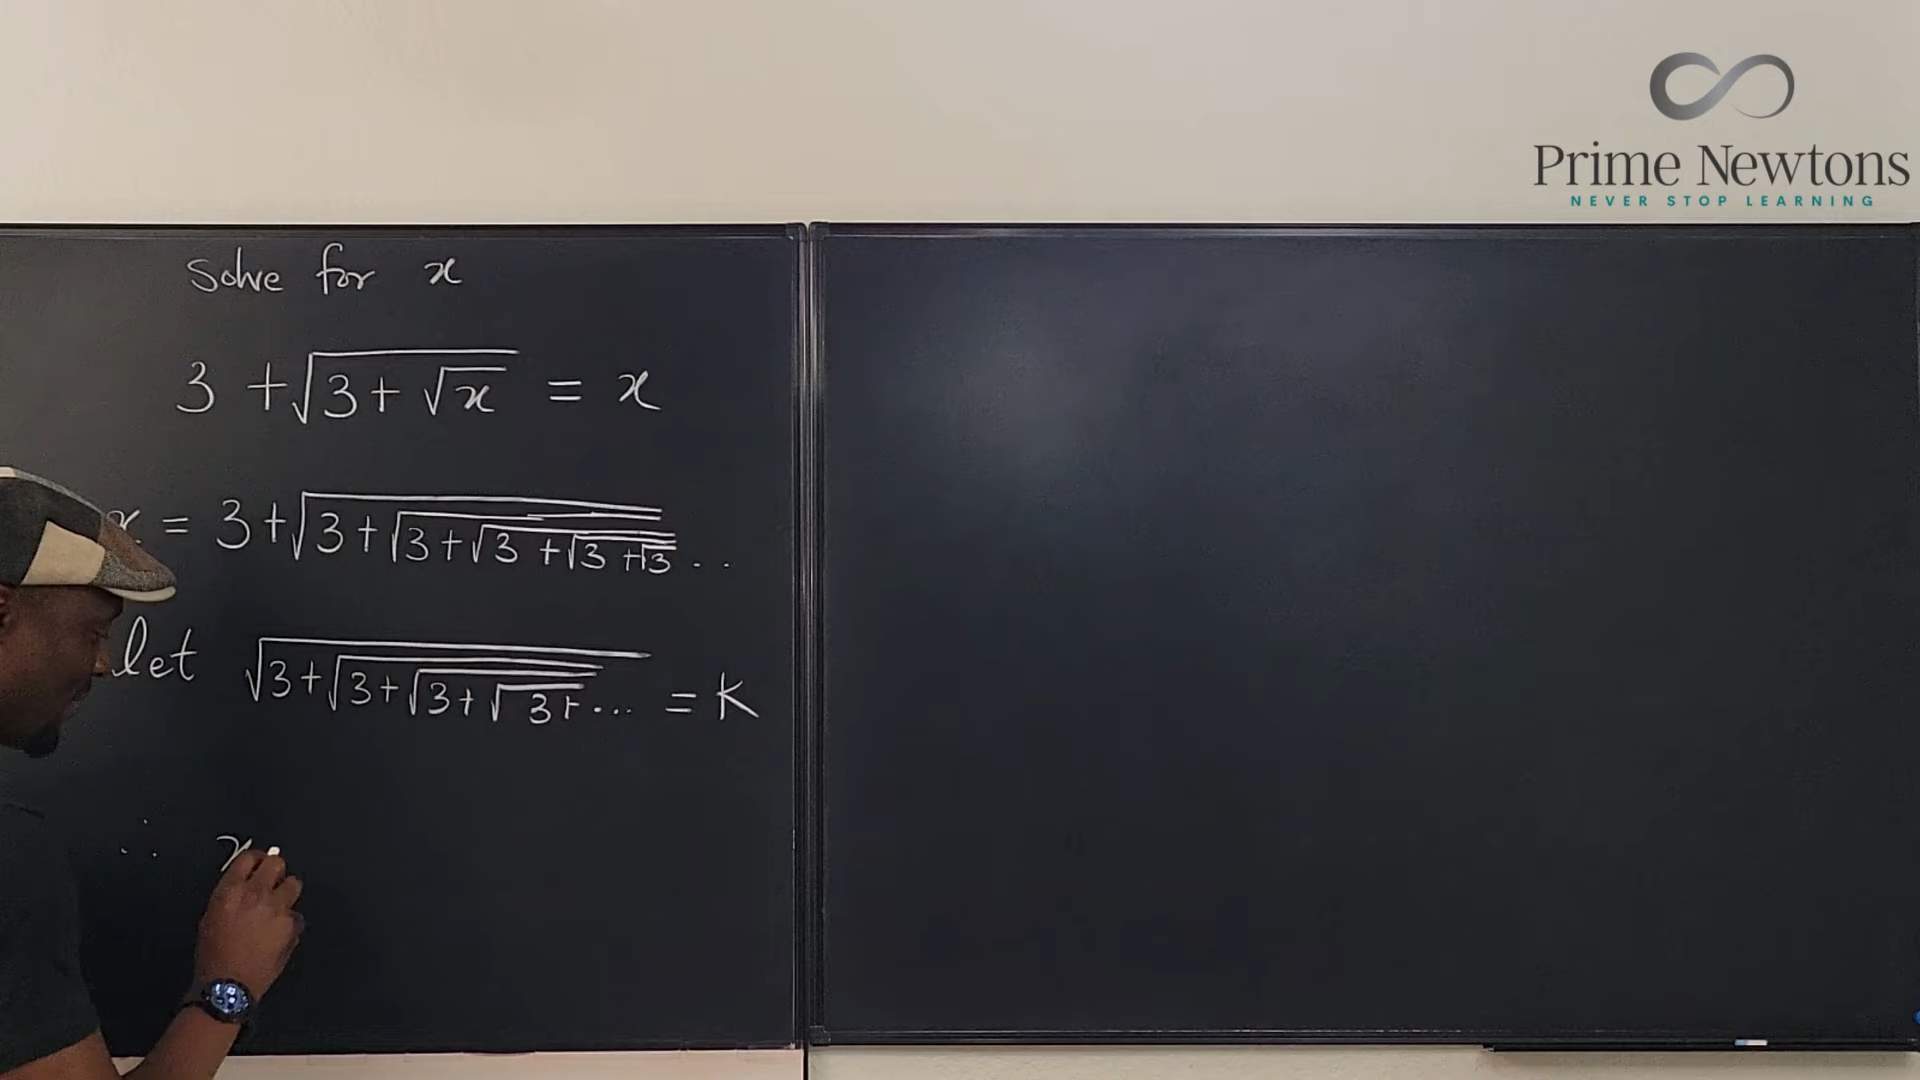 Prime Newtons
NEVER STOP LEARNING
Solve for x
3 + √(3 + √x) = x
x = 3 + √(3 + √(3 + √(3 + √(3 + √3 . . .
let √(3 + √(3 + √(3 + √(3 + ... = K
∴ x